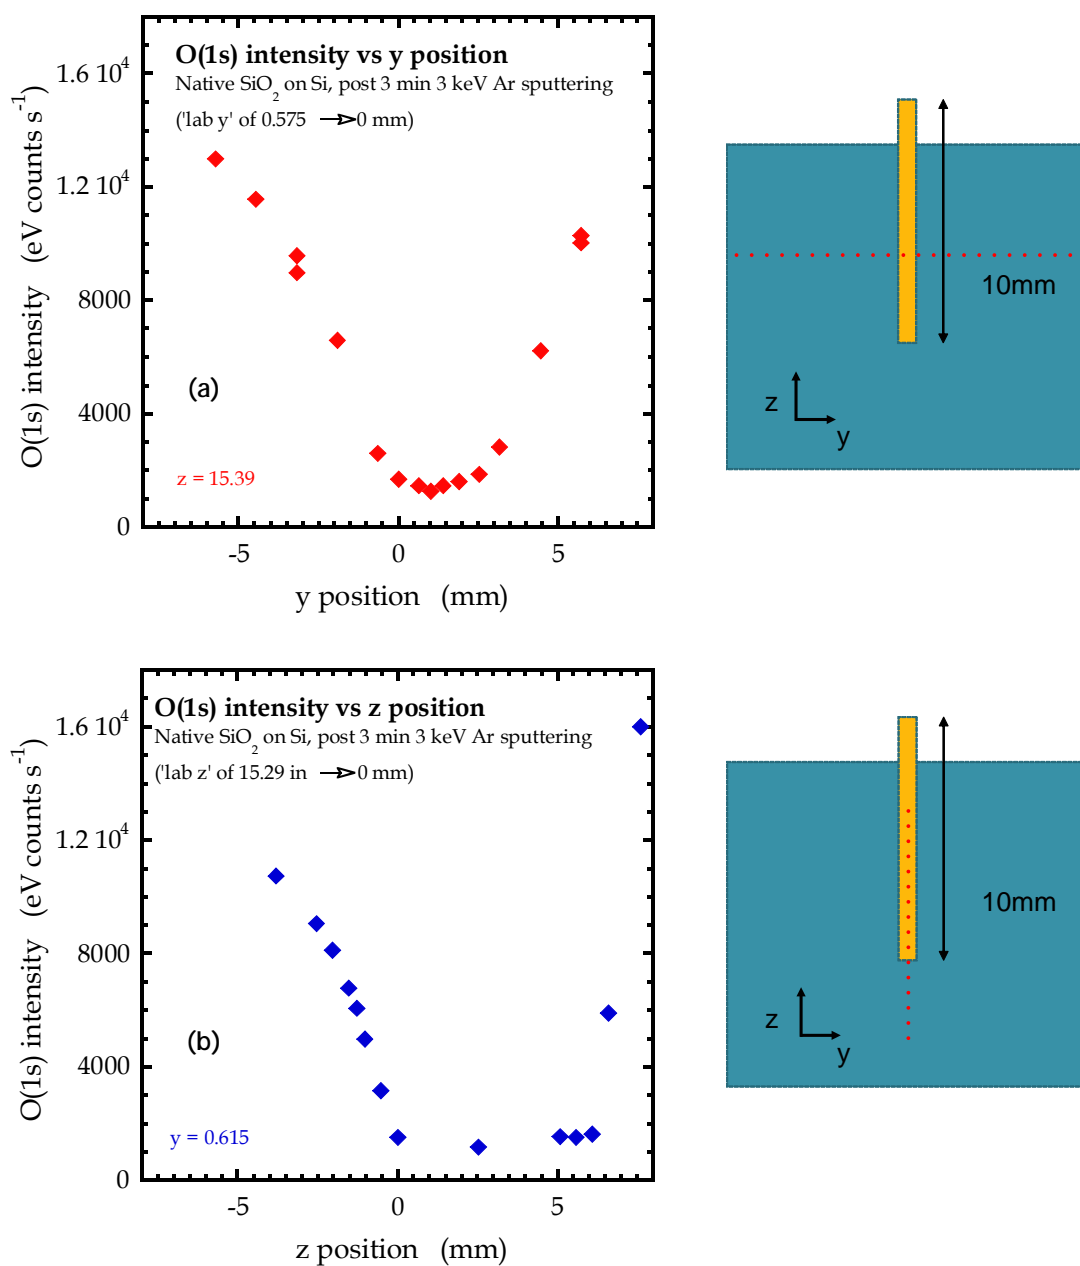 O(1s) intensity vs y position
Native SiO2 on Si, post 3 min 3 keV Ar sputtering
('lab y' of 0.575 → 0 mm)
O(1s) intensity (eV counts s-1)
1.6 10^4
1.2 10^4
8000
4000
0
(a)
z = 15.39
-5 0 5
y position (mm)
10mm
z
y
O(1s) intensity vs z position
Native SiO2 on Si, post 3 min 3 keV Ar sputtering
('lab z' of 15.29 in → 0 mm)
O(1s) intensity (eV counts s-1)
1.6 10^4
1.2 10^4
8000
4000
0
(b)
y = 0.615
-5 0 5
z position (mm)
10mm
z
y